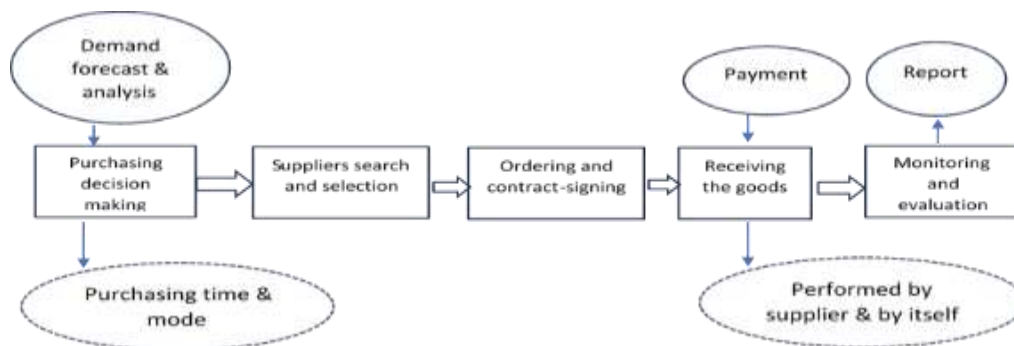 Demand
forecast &
analysis
Payment
Report
Purchasing
decision
making
Suppliers search
and selection
Ordering and
contract-signing
Receiving
the goods
Monitoring
and
evaluation
Purchasing time &
mode
Performed by
supplier & by itself